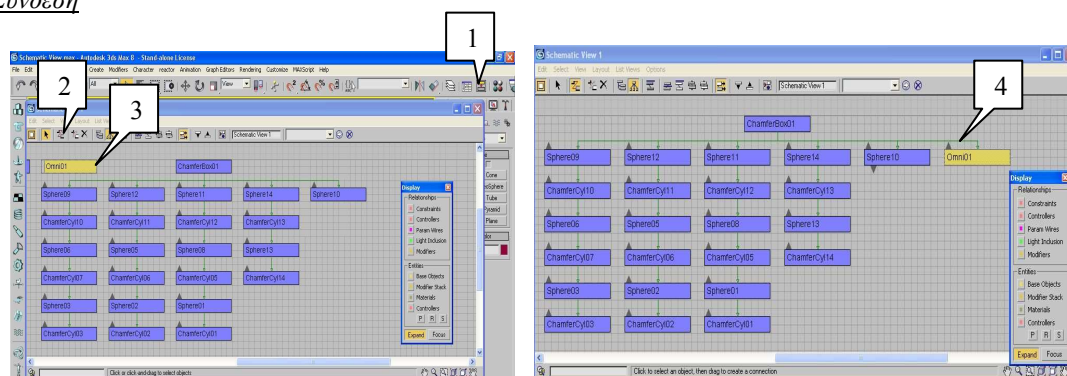 Σύνδεση
1
2
3
4
Schematic View.max - Autodesk 3ds Max 8 - Stand-alone License
File Edit Create Modifiers Character reactor Animation Graph Editors Rendering Customize MAXScript Help
All View
Schematic View 1
Omni01 ChamferBox01
Sphere09 Sphere12 Sphere11 Sphere14 Sphere10
ChamferCyl10 ChamferCyl11 ChamferCyl12 ChamferCyl13
Sphere06 Sphere05 Sphere08 Sphere13
ChamferCyl07 ChamferCyl06 ChamferCyl05 ChamferCyl14
Sphere03 Sphere02 Sphere01
ChamferCyl03 ChamferCyl02 ChamferCyl01
Cone
Tube
Plane
Display
Relationships
Constraints
Controllers
Param Wires
Light Inclusion
Modifiers
Entities
Base Objects
Modifier Stack
Materials
Controllers
P R S
Expand Focus
Click or click-and-drag to select objects
Schematic View 1
Edit Select View Layout List Views Options
Schematic View 1
ChamferBox01
Sphere09 Sphere12 Sphere11 Sphere14 Sphere10 Omni01
ChamferCyl10 ChamferCyl11 ChamferCyl12 ChamferCyl13
Sphere06 Sphere05 Sphere08 Sphere13
ChamferCyl07 ChamferCyl06 ChamferCyl05 ChamferCyl14
Sphere03 Sphere02 Sphere01
ChamferCyl03 ChamferCyl02 ChamferCyl01
Display
Relationships
Constraints
Controllers
Param Wires
Light Inclusion
Modifiers
Entities
Base Objects
Modifier Stack
Materials
Controllers
P R S
Expand Focus
Click to select an object, then drag to create a connection